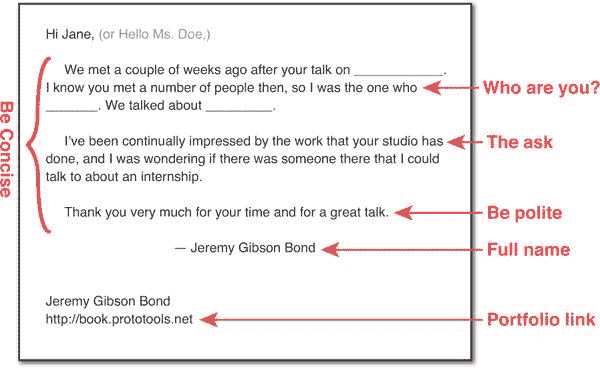 Hi Jane, (or Hello Ms. Doe,)
We met a couple of weeks ago after your talk on ____________.
I know you met a number of people then, so I was the one who
_______. We talked about _________.
Who are you?
I've been continually impressed by the work that your studio has
done, and I was wondering if there was someone there that I could
talk to about an internship.
The ask
Thank you very much for your time and for a great talk.
Be polite
— Jeremy Gibson Bond
Full name
Jeremy Gibson Bond
http://book.prototools.net
Portfolio link
Be Concise